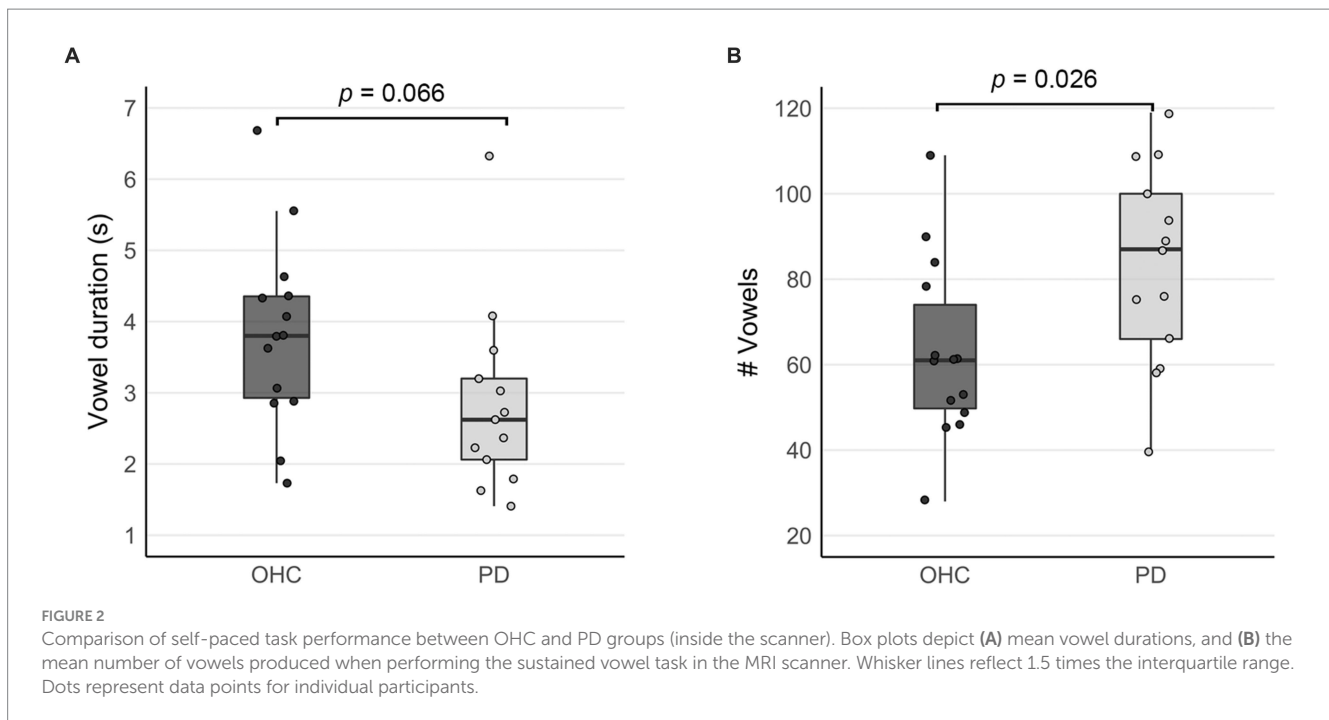 A
p = 0.066
7
6
5
4
3
2
1
Vowel duration (s)
OHC
PD
B
p = 0.026
120
100
80
60
40
20
# Vowels
OHC
PD
FIGURE 2
Comparison of self-paced task performance between OHC and PD groups (inside the scanner). Box plots depict (A) mean vowel durations, and (B) the
mean number of vowels produced when performing the sustained vowel task in the MRI scanner. Whisker lines reflect 1.5 times the interquartile range.
Dots represent data points for individual participants.